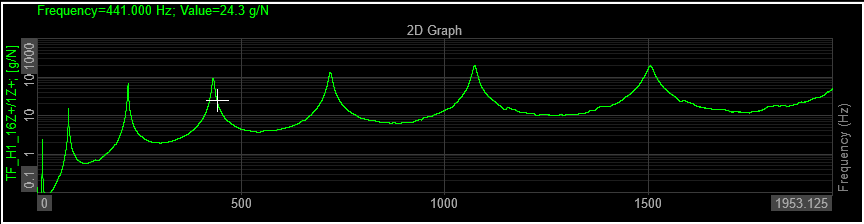 Frequency=441.000 Hz; Value=24.3 g/N
2D Graph
TF_H1_16Z+/1Z+; [g/N]
1000
10
10
1
0.1
0
500
1000
1500
1953.125
Frequency (Hz)